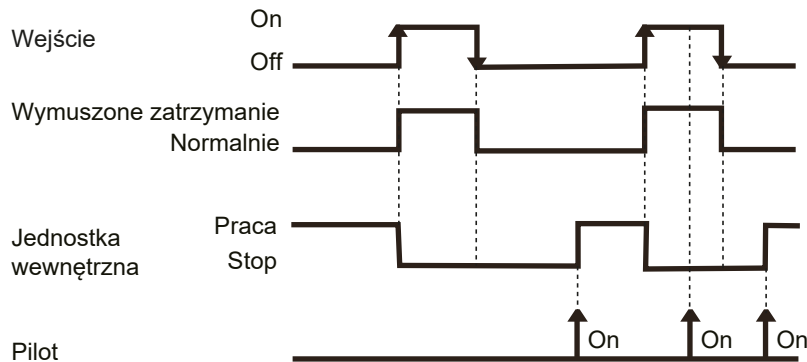 Wejście
On
Off
Wymuszone zatrzymanie
Normalnie
Jednostka
wewnętrzna
Praca
Stop
Pilot
On
On
On